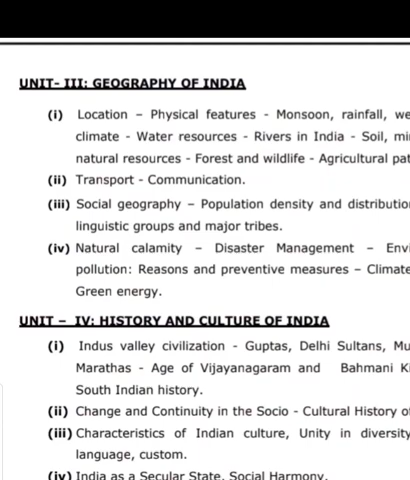 UNIT- III: GEOGRAPHY OF INDIA
(i) Location – Physical features - Monsoon, rainfall, we
climate - Water resources - Rivers in India - Soil, mi
natural resources - Forest and wildlife - Agricultural pat
(ii) Transport - Communication.
(iii) Social geography – Population density and distributio
linguistic groups and major tribes.
(iv) Natural calamity – Disaster Management – Envi
pollution: Reasons and preventive measures – Climate
Green energy.
UNIT – IV: HISTORY AND CULTURE OF INDIA
(i) Indus valley civilization - Guptas, Delhi Sultans, Mu
Marathas - Age of Vijayanagaram and Bahmani Ki
South Indian history.
(ii) Change and Continuity in the Socio - Cultural History of
(iii) Characteristics of Indian culture, Unity in diversity
language, custom.
(iv) India as a Secular State, Social Harmony.